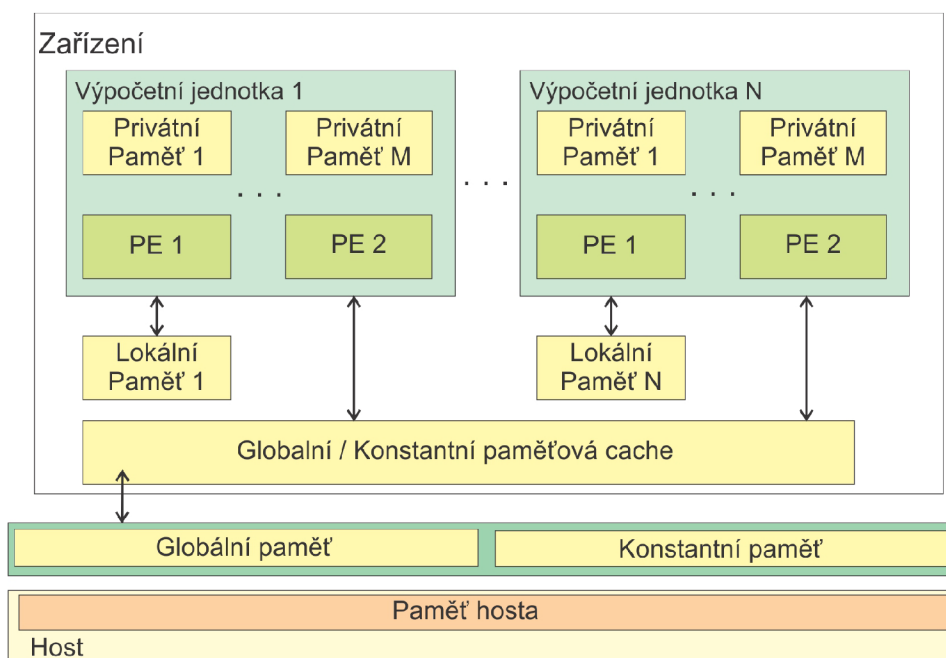 Zařízení
Výpočetní jednotka 1
Výpočetní jednotka N
Privátní
Paměť 1
Privátní
Paměť M
Privátní
Paměť 1
Privátní
Paměť M
. . .
. . .
. . .
PE 1
PE 2
PE 1
PE 2
Lokální
Paměť 1
Lokální
Paměť N
Globalní / Konstantní paměťová cache
Globální paměť
Konstantní paměť
Paměť hosta
Host